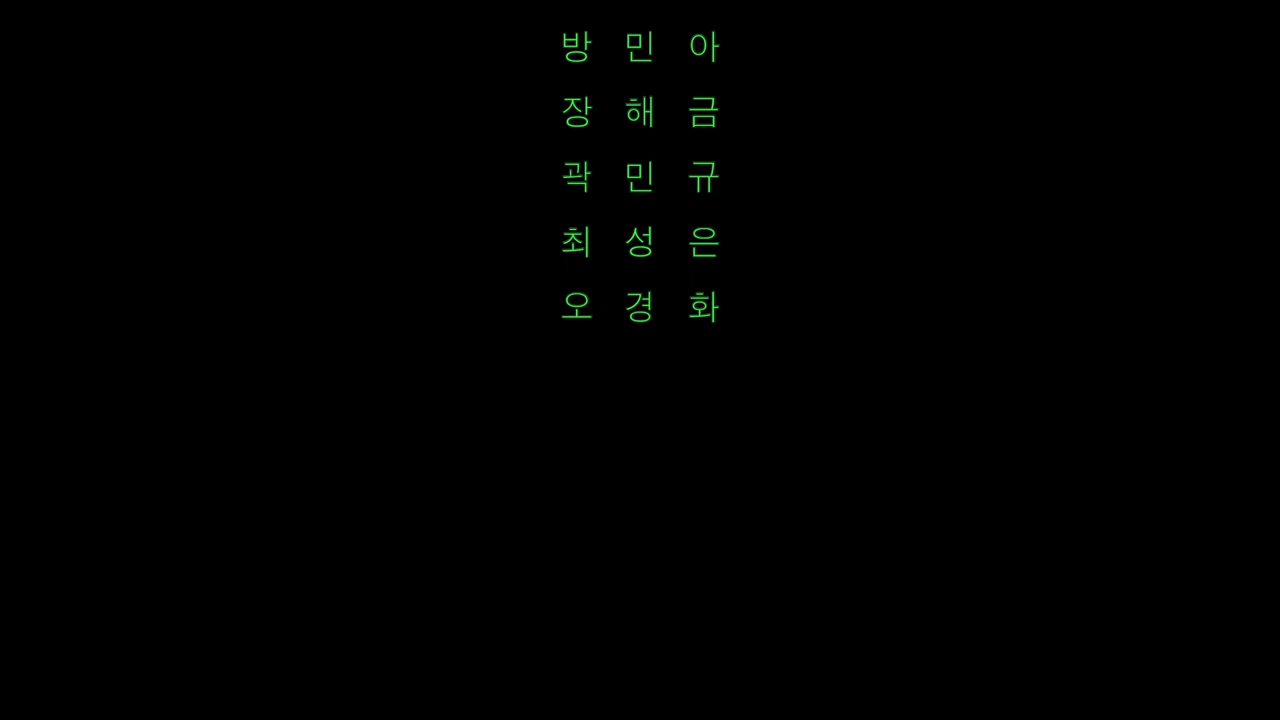 방 민 아
장 해 금
곽 민 규
최 성 은
오 경 화